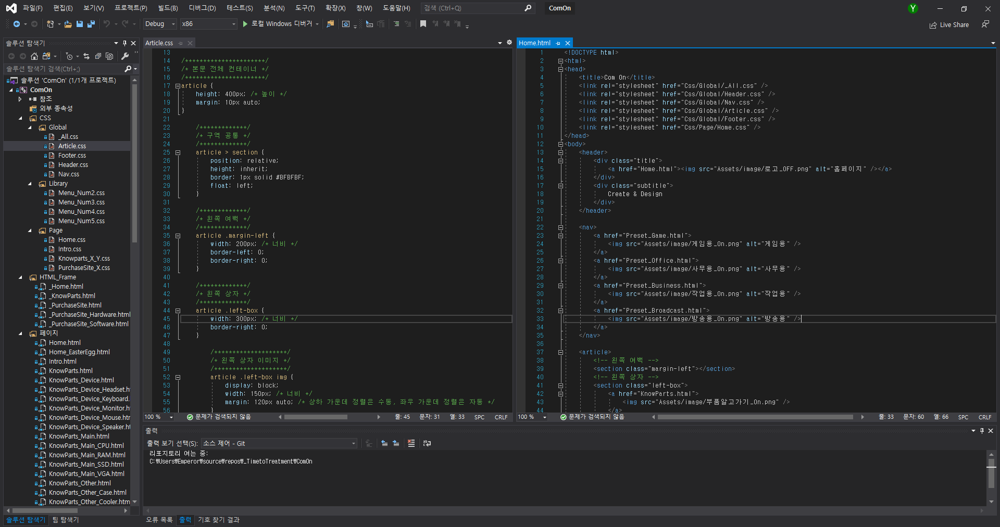 파일(F) 편집(E) 보기(V) 프로젝트(P) 빌드(B) 디버그(D) 테스트(S) 분석(N) 도구(T) 확장(X) 창(W) 도움말(H) 검색 (Ctrl+Q) ComOn Y
Debug x86 로컬 Windows 디버거 Live Share
솔루션 탐색기
솔루션 탐색기 검색(Ctrl+;)
솔루션 'ComOn' (1/1개 프로젝트)
ComOn
참조
외부 종속성
CSS
Global
_All.css
Article.css
Footer.css
Header.css
Nav.css
Library
Menu_Num2.css
Menu_Num3.css
Menu_Num4.css
Menu_Num5.css
Page
Home.css
Intro.css
Knowparts_X_Y.css
PurchaseSite_X.css
HTML_Frame
_Home.html
_KnowParts.html
_PurchaseSite.html
_PurchaseSite_Hardware.html
_PurchaseSite_Software.html
페이지
Home.html
Home_EasterEgg.html
Intro.html
KnowParts.html
KnowParts_Device.html
KnowParts_Device_Headset.ht
KnowParts_Device_Keyboard.
KnowParts_Device_Monitor.ht
KnowParts_Device_Mouse.htr
KnowParts_Device_Speaker.ht
KnowParts_Main.html
KnowParts_Main_CPU.html
KnowParts_Main_RAM.html
KnowParts_Main_SSD.html
KnowParts_Main_VGA.html
KnowParts_Other.html
KnowParts_Other_Case.html
KnowParts_Other_Cooler.htm
솔루션 탐색기 팀 탐색기
Article.css
13
14 /**********************/
15 /* 본문 전체 컨테이너 */
16 /**********************/
17 article {
18 height: 400px; /* 높이 */
19 margin: 10px auto;
20 }
21
22 /*************/
23 /* 구역 공통 */
24 /*************/
25 article > section {
26 position: relative;
27 height: inherit;
28 border: 1px solid #BFBFBF;
29 float: left;
30 }
31
32 /*************/
33 /* 왼쪽 여백 */
34 /*************/
35 article .margin-left {
36 width: 200px; /* 너비 */
37 border-left: 0;
38 border-right: 0;
39 }
40
41 /*************/
42 /* 왼쪽 상자 */
43 /*************/
44 article .left-box {
45 width: 300px; /* 너비 */
46 border-right: 0;
47 }
48
49 /********************/
50 /* 왼쪽 상자 이미지 */
51 /********************/
52 article .left-box img {
53 display: block;
54 width: 150px; /* 너비 */
55 margin: 120px auto; /* 상하 가운데 정렬은 수동, 좌우 가운데 정렬은 자동 */
56 }
100 % 문제가 검색되지 않음 줄: 45 문자: 31 열: 33 SPC CRLF
Home.html
1 <!DOCTYPE html>
2 <html>
3 <head>
4 <title>Com On</title>
5 <link rel="stylesheet" href="Css/Global/_All.css" />
6 <link rel="stylesheet" href="Css/Global/Header.css" />
7 <link rel="stylesheet" href="Css/Global/Nav.css" />
8 <link rel="stylesheet" href="Css/Global/Article.css" />
9 <link rel="stylesheet" href="Css/Global/Footer.css" />
10 <link rel="stylesheet" href="Css/Page/Home.css" />
11 </head>
12 <body>
13 <header>
14 <div class="title">
15 <a href="Home.html"><img src="Assets/image/로고_OFF.png" alt="홈페이지" /></a>
16 </div>
17 <div class="subtitle">
18 Create & Design
19 </div>
20 </header>
21
22 <nav>
23 <a href="Preset_Game.html">
24 <img src="Assets/image/게임용_On.png" alt="게임용" />
25 </a>
26 <a href="Preset_Office.html">
27 <img src="Assets/image/사무용_On.png" alt="사무용" />
28 </a>
29 <a href="Preset_Business.html">
30 <img src="Assets/image/작업용_On.png" alt="작업용" />
31 </a>
32 <a href="Preset_Broadcast.html">
33 <img src="Assets/image/방송용_On.png" alt="방송용" />
34 </a>
35 </nav>
36
37 <article>
38 <!-- 왼쪽 여백 -->
39 <section class="margin-left"></section>
40 <!-- 왼쪽 상자 -->
41 <section class="left-box">
42 <a href="KnowParts.html">
43 <img src="Assets/image/부품알고가기_On.png" />
44 </a>
100 % 문제가 검색되지 않음 줄: 33 문자: 60 열: 66 SPC CRLF
출력
출력 보기 선택(S): 소스 제어 - Git
리포지토리 여는 중:
C:₩Users₩Emperor₩source₩repos₩_TimetoTreatment₩ComOn
오류 목록 출력 기호 찾기 결과